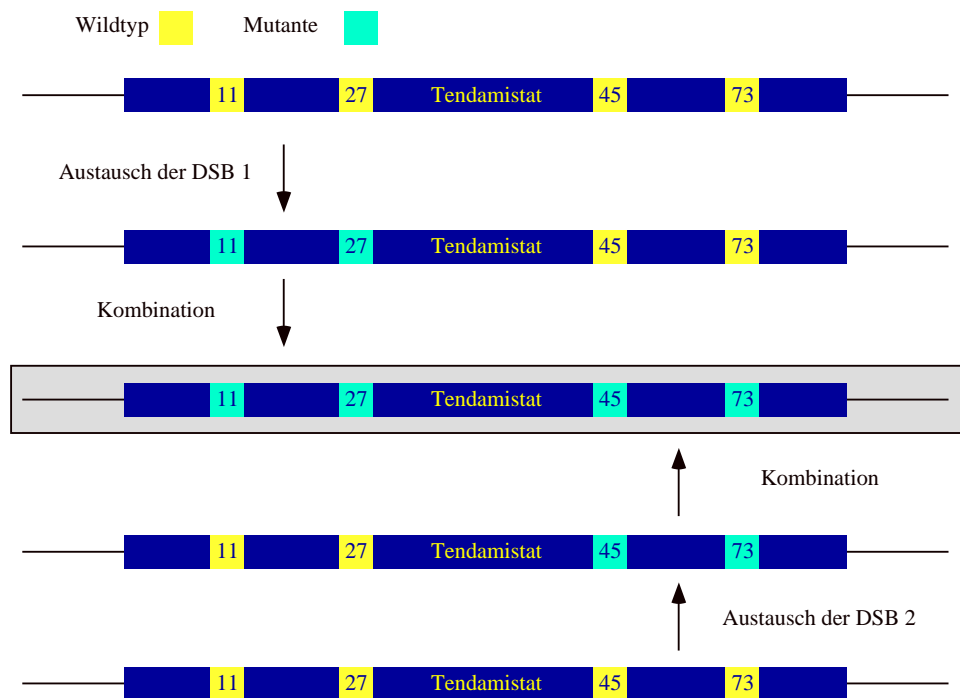 Wildtyp Mutante
11 27 Tendamistat 45 73
Austausch der DSB 1
11 27 Tendamistat 45 73
Kombination
11 27 Tendamistat 45 73
Kombination
11 27 Tendamistat 45 73
Austausch der DSB 2
11 27 Tendamistat 45 73